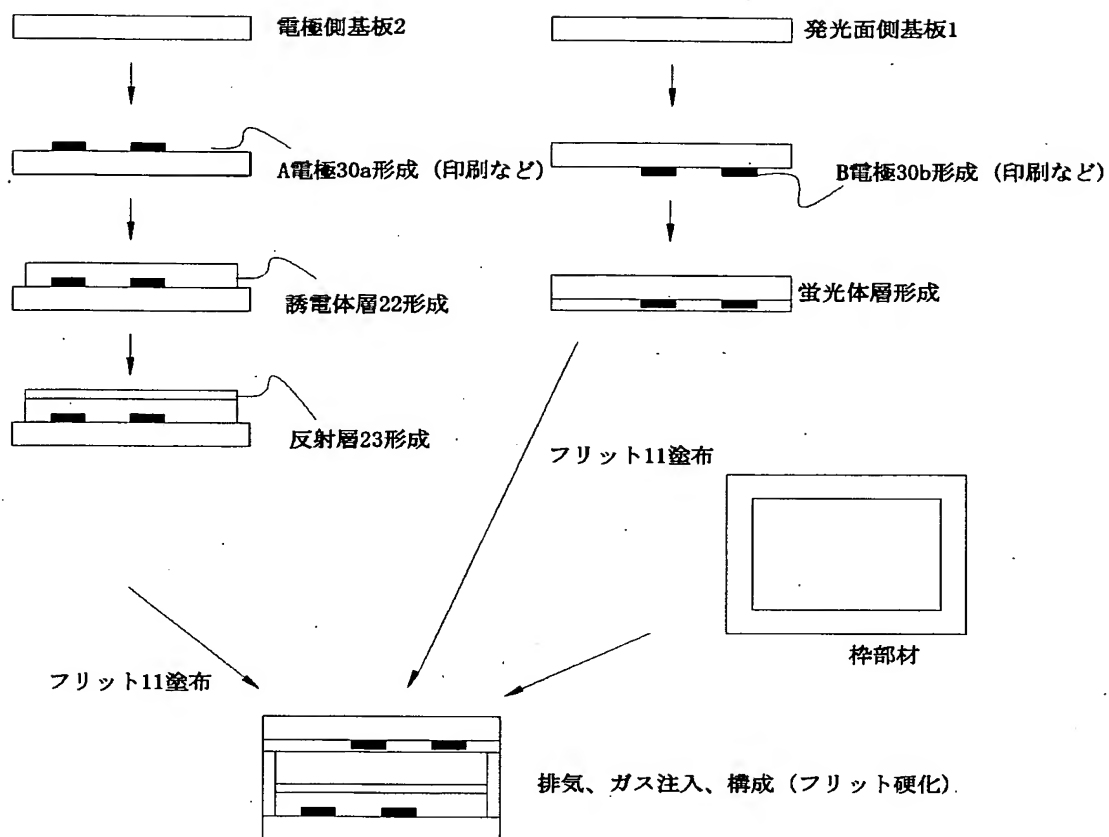 電極側基板2
発光面側基板1
A電極30a形成 (印刷など)
B電極30b形成 (印刷など)
誘電体層22形成
蛍光体層形成
反射層23形成
フリット11塗布
枠部材
フリット11塗布
排気、ガス注入、構成 (フリット硬化)